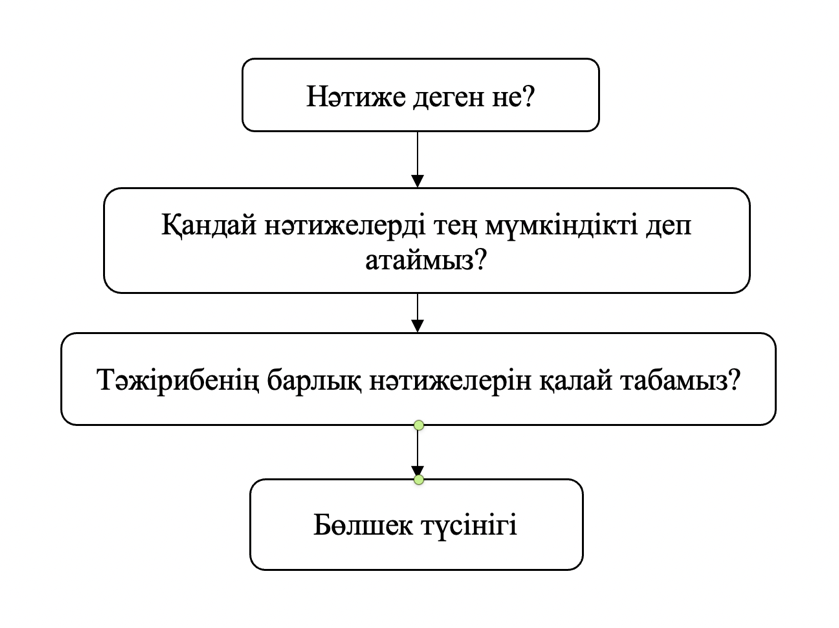 Нәтиже деген не?
Қандай нәтижелерді тең мүмкіндікті деп
атаймыз?
Тәжірибенің барлық нәтижелерін қалай табамыз?
Бөлшек түсінігі